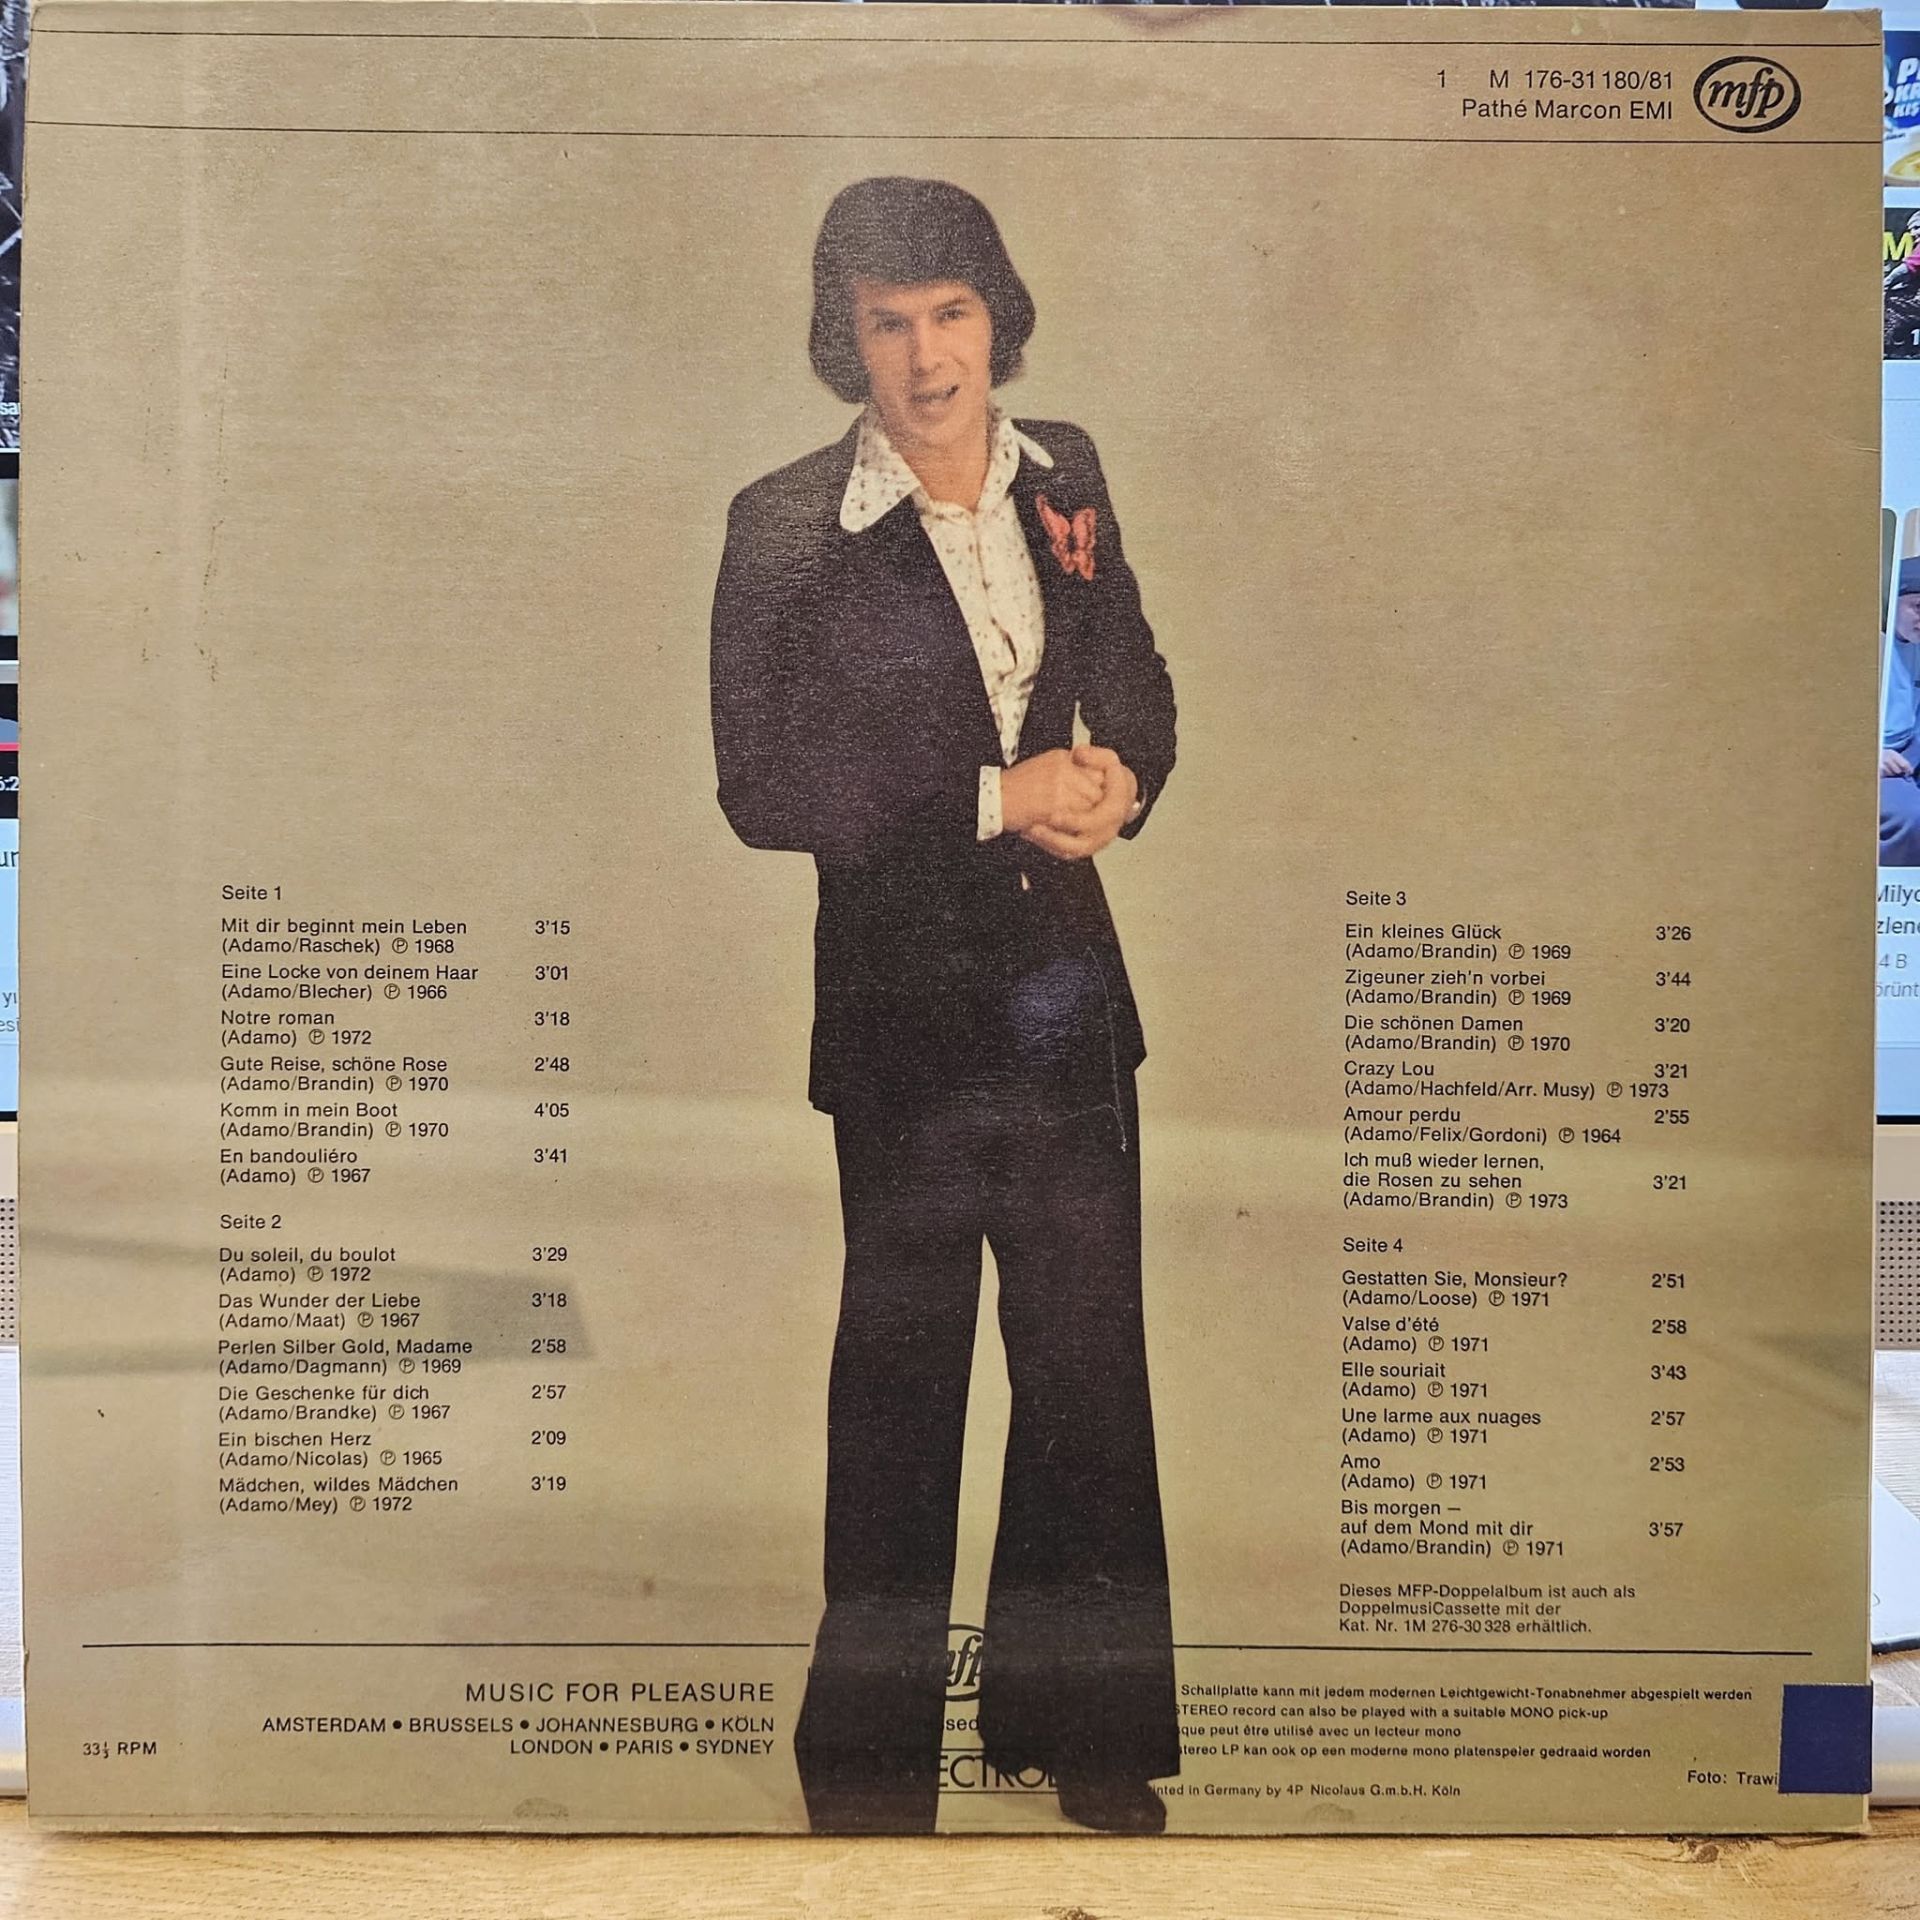 1 M 176-31180/81 mfp
Pathé Marcon EMI
Seite 1
Mit dir beginnt mein Leben 3'15
(Adamo/Raschek) ℗ 1968
Eine Locke von deinem Haar 3'01
(Adamo/Blecher) ℗ 1966
Notre roman 3'18
(Adamo) ℗ 1972
Gute Reise, schöne Rose 2'48
(Adamo/Brandin) ℗ 1970
Komm in mein Boot 4'05
(Adamo/Brandin) ℗ 1970
En bandouliéro 3'41
(Adamo) ℗ 1967
Seite 2
Du soleil, du boulot 3'29
(Adamo) ℗ 1972
Das Wunder der Liebe 3'18
(Adamo/Maat) ℗ 1967
Perlen Silber Gold, Madame 2'58
(Adamo/Dagmann) ℗ 1969
Die Geschenke für dich 2'57
(Adamo/Brandke) ℗ 1967
Ein bischen Herz 2'09
(Adamo/Nicolas) ℗ 1965
Mädchen, wildes Mädchen 3'19
(Adamo/Mey) ℗ 1972
Seite 3
Ein kleines Glück 3'26
(Adamo/Brandin) ℗ 1969
Zigeuner zieh'n vorbei 3'44
(Adamo/Brandin) ℗ 1969
Die schönen Damen 3'20
(Adamo/Brandin) ℗ 1970
Crazy Lou 3'21
(Adamo/Hachfeld/Arr. Musy) ℗ 1973
Amour perdu 2'55
(Adamo/Felix/Gordoni) ℗ 1964
Ich muß wieder lernen,
die Rosen zu sehen 3'21
(Adamo/Brandin) ℗ 1973
Seite 4
Gestatten Sie, Monsieur? 2'51
(Adamo/Loose) ℗ 1971
Valse d'été 2'58
(Adamo) ℗ 1971
Elle souriait 3'43
(Adamo) ℗ 1971
Une larme aux nuages 2'57
(Adamo) ℗ 1971
Amo 2'53
(Adamo) ℗ 1971
Bis morgen –
auf dem Mond mit dir 3'57
(Adamo/Brandin) ℗ 1971
Dieses MFP-Doppelalbum ist auch als
DoppelmusiCassette mit der
Kat. Nr. 1M 276-30328 erhältlich.
MUSIC FOR PLEASURE
AMSTERDAM • BRUSSELS • JOHANNESBURG • KÖLN
LONDON • PARIS • SYDNEY
33⅓ RPM
mfp
Schallplatte kann mit jedem modernen Leichtgewicht-Tonabnehmer abgespielt werden
STEREO record can also be played with a suitable MONO pick-up
peut être utilisé avec un lecteur mono
LP kan ook op een moderne mono platenspeler gedraaid worden
in Germany by 4P Nicolaus G.m.b.H. Köln
Foto: